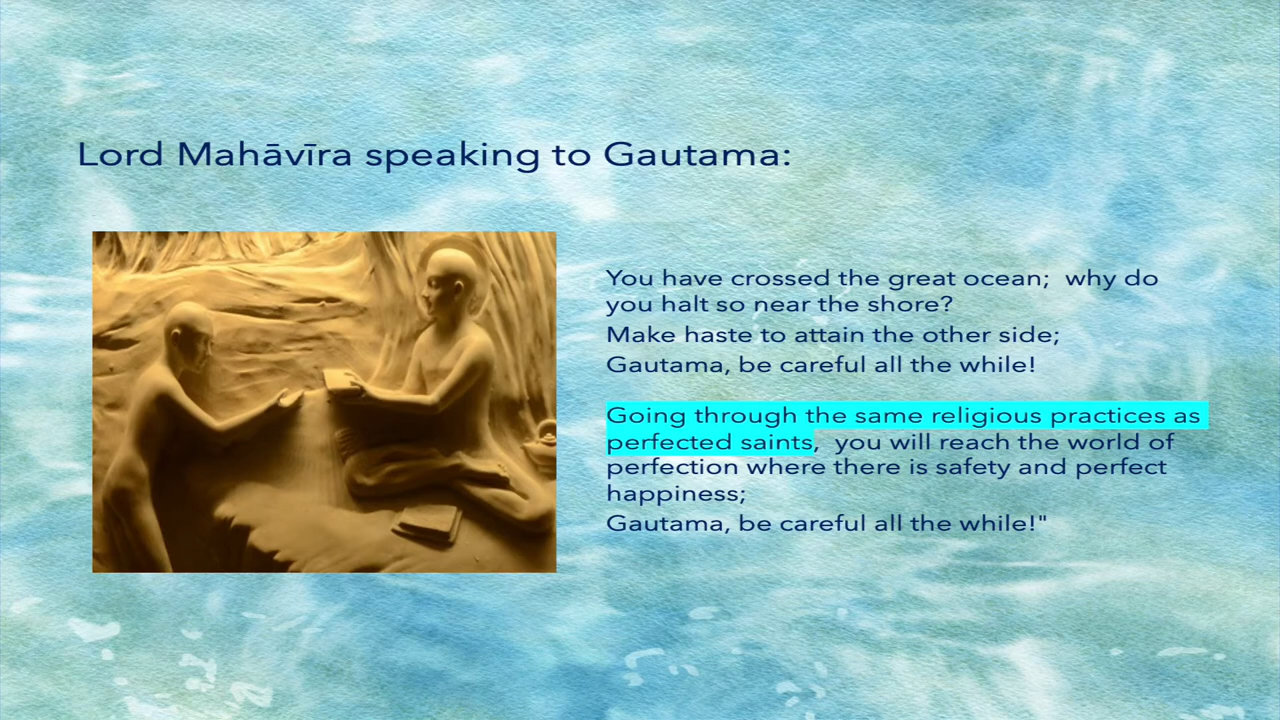 Lord Mahāvīra speaking to Gautama:
You have crossed the great ocean;  why do
you halt so near the shore?
Make haste to attain the other side;
Gautama, be careful all the while!
Going through the same religious practices as
perfected saints,  you will reach the world of
perfection where there is safety and perfect
happiness;
Gautama, be careful all the while!"